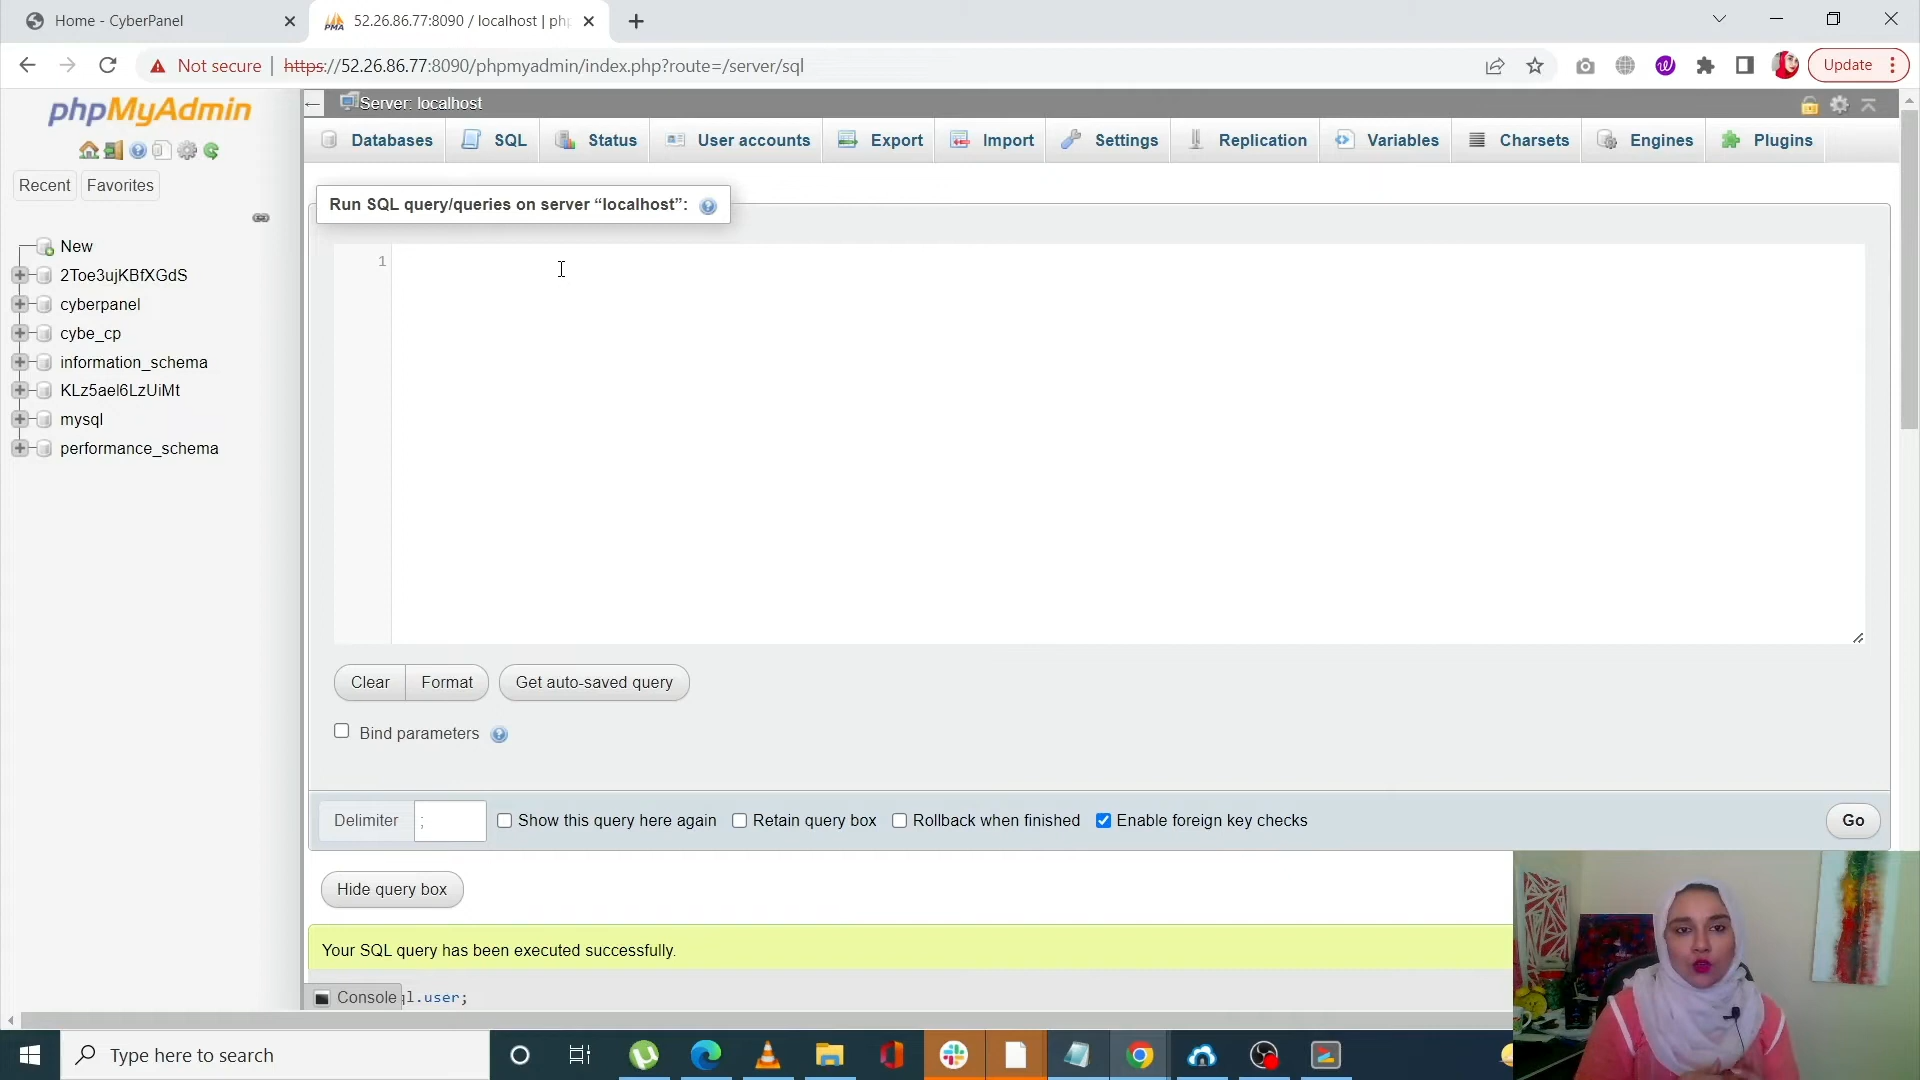 Home - CyberPanel
52.26.86.77:8090 / localhost | php
Not secure
https://52.26.86.77:8090/phpmyadmin/index.php?route=/server/sql
Update
phpMyAdmin
Recent
Favorites
New
2Toe3ujKBfXGdS
cyberpanel
cybe_cp
information_schema
KLz5ael6LzUiMt
mysql
performance_schema
Server: localhost
Databases
SQL
Status
User accounts
Export
Import
Settings
Replication
Variables
Charsets
Engines
Plugins
Run SQL query/queries on server “localhost”:
1
Clear
Format
Get auto-saved query
Bind parameters
Delimiter
;
Show this query here again
Retain query box
Rollback when finished
Enable foreign key checks
Go
Hide query box
Your SQL query has been executed successfully.
Console
ql.user;
Type here to search